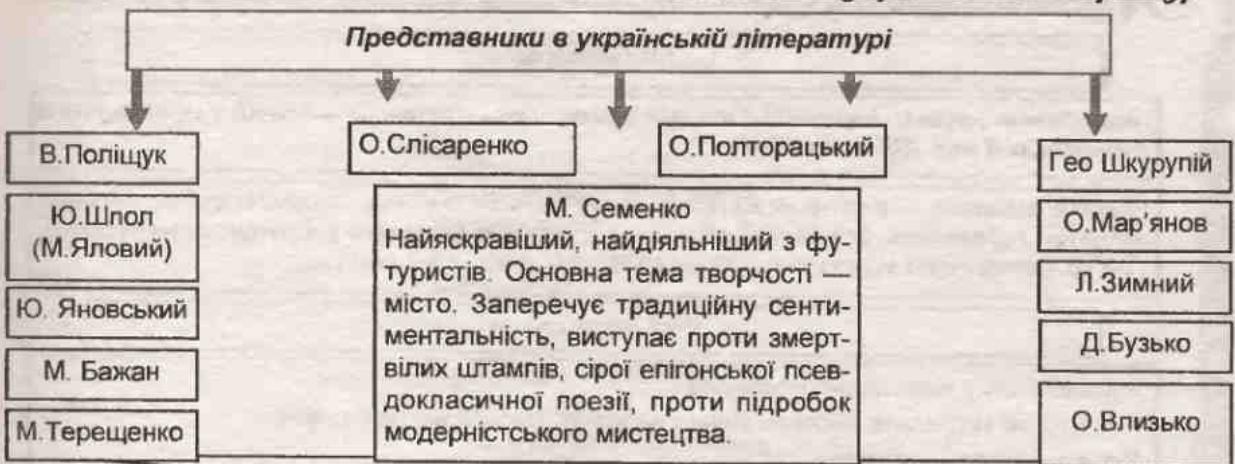 Представники в українській літературі
В.Поліщук
О.Слісаренко
О.Полторацький
Гео Шкурупій
Ю.Шпол
(М.Яловий)
Ю. Яновський
М. Бажан
М.Терещенко
М. Семенко
Найяскравіший, найдіяльніший з фу-
туристів. Основна тема творчості —
місто. Заперечує традиційну сенти-
ментальність, виступає проти змерт-
вілих штампів, сірої епігонської псев-
докласичної поезії, проти підробок
модерністського мистецтва.
О.Мар'янов
Л.Зимний
Д.Бузько
О.Влизько